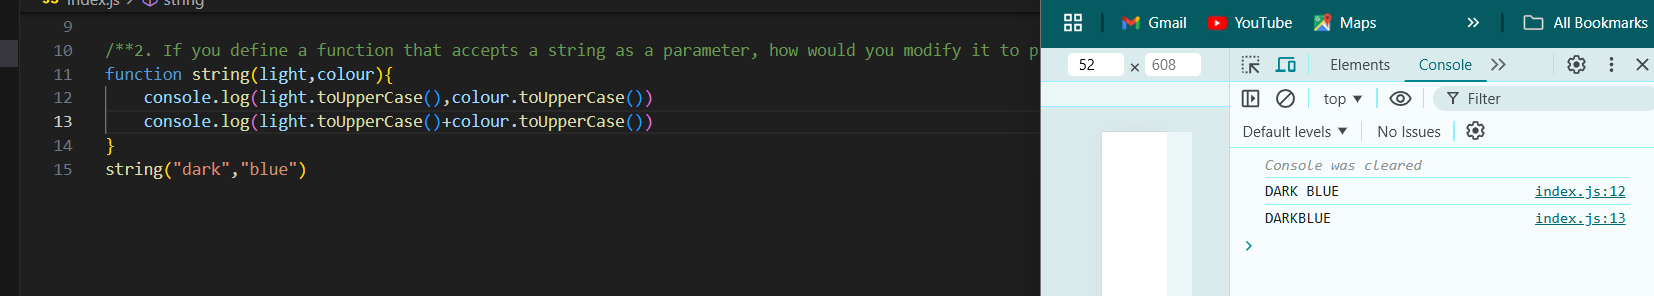 index.js > string
9
10 /**2. If you define a function that accepts a string as a parameter, how would you modify it to p
11 function string(light,colour){
12 console.log(light.toUpperCase(),colour.toUpperCase())
13 console.log(light.toUpperCase()+colour.toUpperCase())
14 }
15 string("dark","blue")
Gmail YouTube Maps » All Bookmarks
52 × 608 Elements Console »
top ▼ Filter
Default levels ▼ No Issues
Console was cleared
DARK BLUE index.js:12
DARKBLUE index.js:13
>